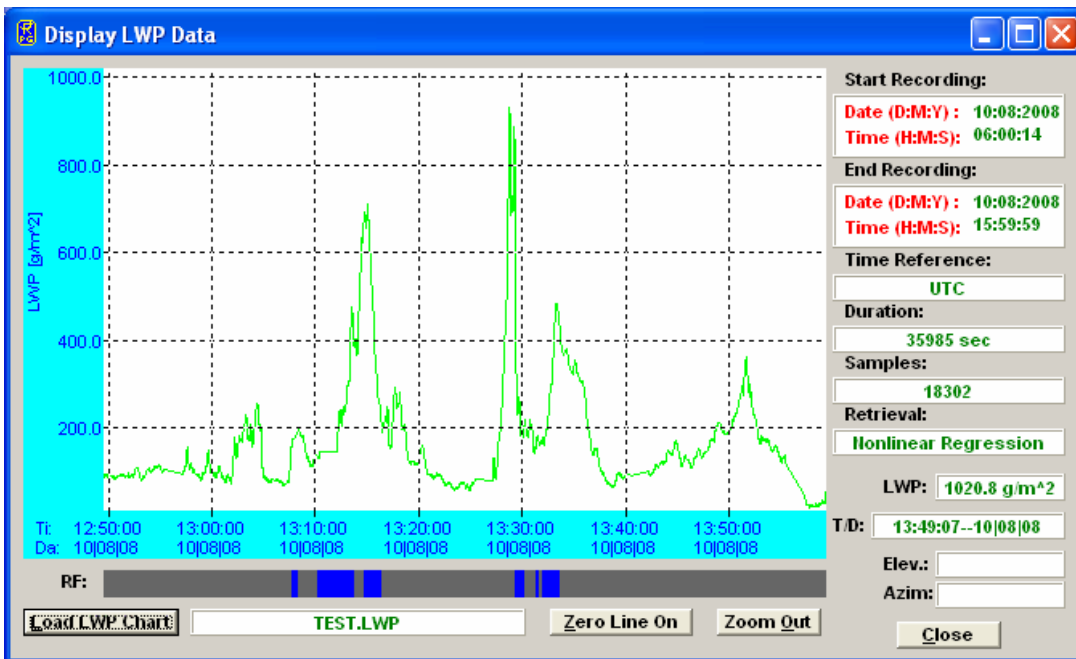 Display LWP Data
1000.0
800.0
600.0
400.0
200.0
LWP [g/m^2]
Ti: 12:50:00 13:00:00 13:10:00 13:20:00 13:30:00 13:40:00 13:50:00
Da: 10|08|08 10|08|08 10|08|08 10|08|08 10|08|08 10|08|08 10|08|08
RF:
Load LWP Chart TEST.LWP Zero Line On Zoom Out
Start Recording:
Date (D:M:Y) : 10:08:2008
Time (H:M:S): 06:00:14
End Recording:
Date (D:M:Y) : 10:08:2008
Time (H:M:S): 15:59:59
Time Reference:
UTC
Duration:
35985 sec
Samples:
18302
Retrieval:
Nonlinear Regression
LWP: 1020.8 g/m^2
T/D: 13:49:07--10|08|08
Elev.:
Azim:
Close